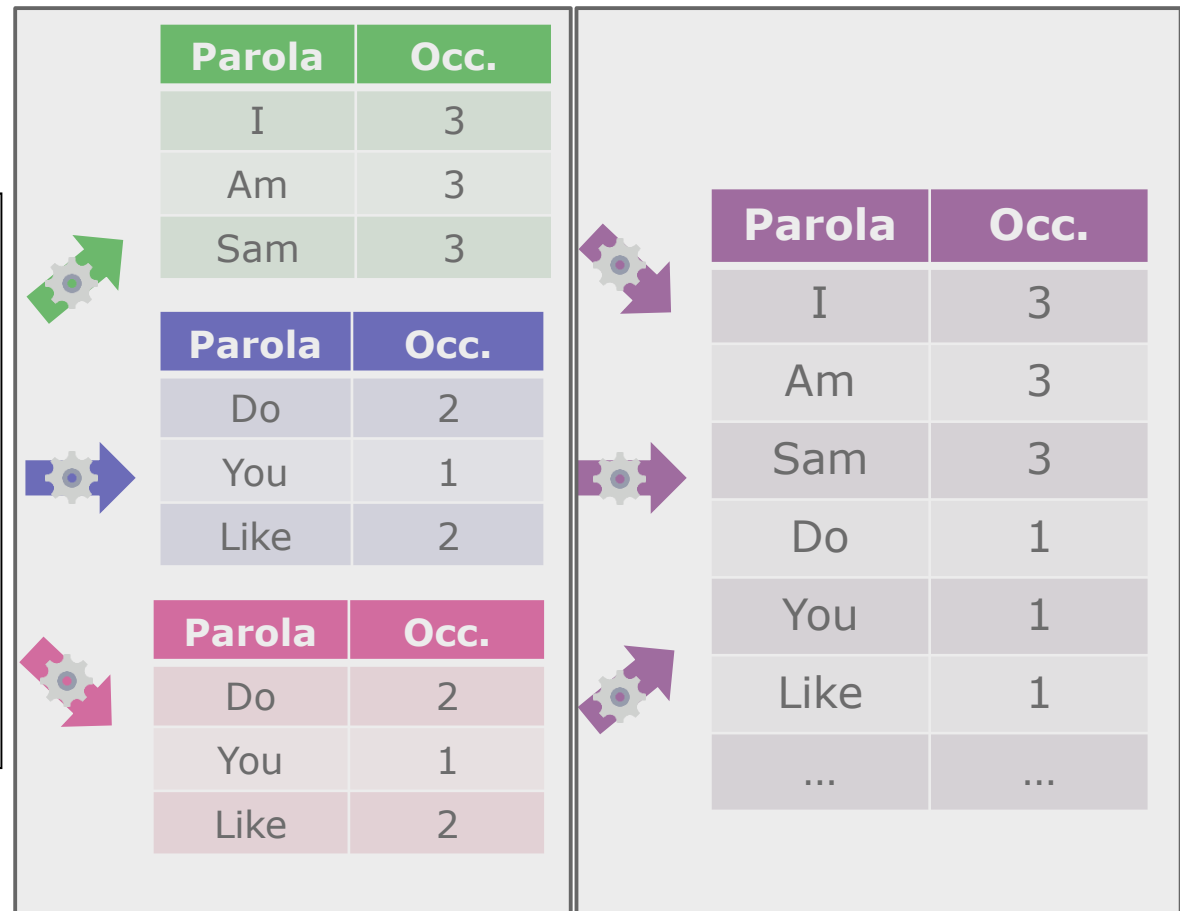 Parola Occ.
I 3
Am 3
Sam 3
Parola Occ.
Do 2
You 1
Like 2
Parola Occ.
Do 2
You 1
Like 2
Parola Occ.
I 3
Am 3
Sam 3
Do 1
You 1
Like 1
... ...